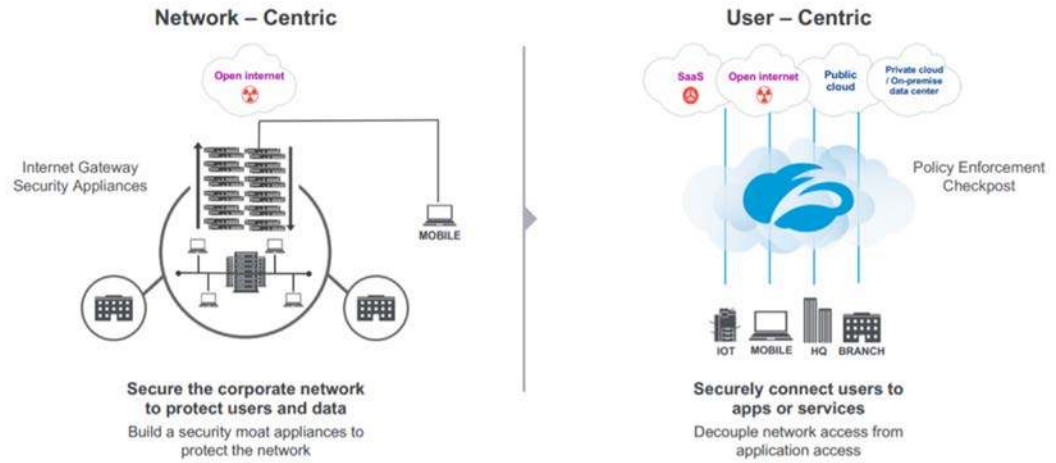 Network – Centric
Open internet
Internet Gateway
Security Appliances
MOBILE
Secure the corporate network
to protect users and data
Build a security moat appliances to
protect the network
User – Centric
SaaS
Open internet
Public
cloud
Private cloud
/ On-premise
data center
Policy Enforcement
Checkpost
IOT
MOBILE
HQ
BRANCH
Securely connect users to
apps or services
Decouple network access from
application access